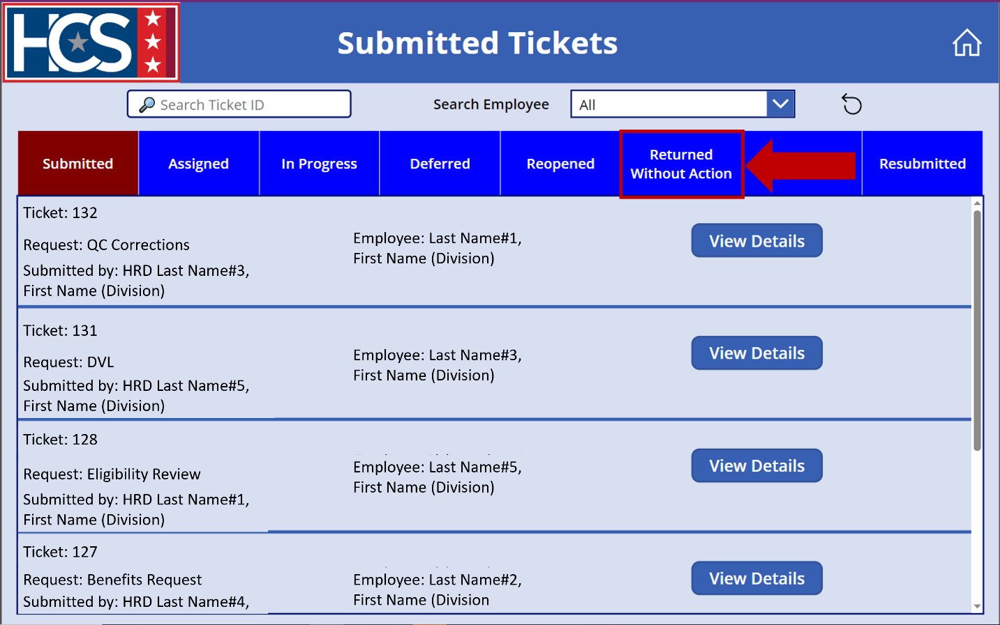 HCS
Submitted Tickets
Search Ticket ID
Search Employee
All
Submitted
Assigned
In Progress
Deferred
Reopened
Returned
Without Action
Resubmitted
Ticket: 132
Request: QC Corrections
Submitted by: HRD Last Name#3,
First Name (Division)
Employee: Last Name#1,
First Name (Division)
View Details
Ticket: 131
Request: DVL
Submitted by: HRD Last Name#5,
First Name (Division)
Employee: Last Name#3,
First Name (Division)
View Details
Ticket: 128
Request: Eligibility Review
Submitted by: HRD Last Name#1,
First Name (Division)
Employee: Last Name#5,
First Name (Division)
View Details
Ticket: 127
Request: Benefits Request
Submitted by: HRD Last Name#4,
Employee: Last Name#2,
First Name (Division
View Details